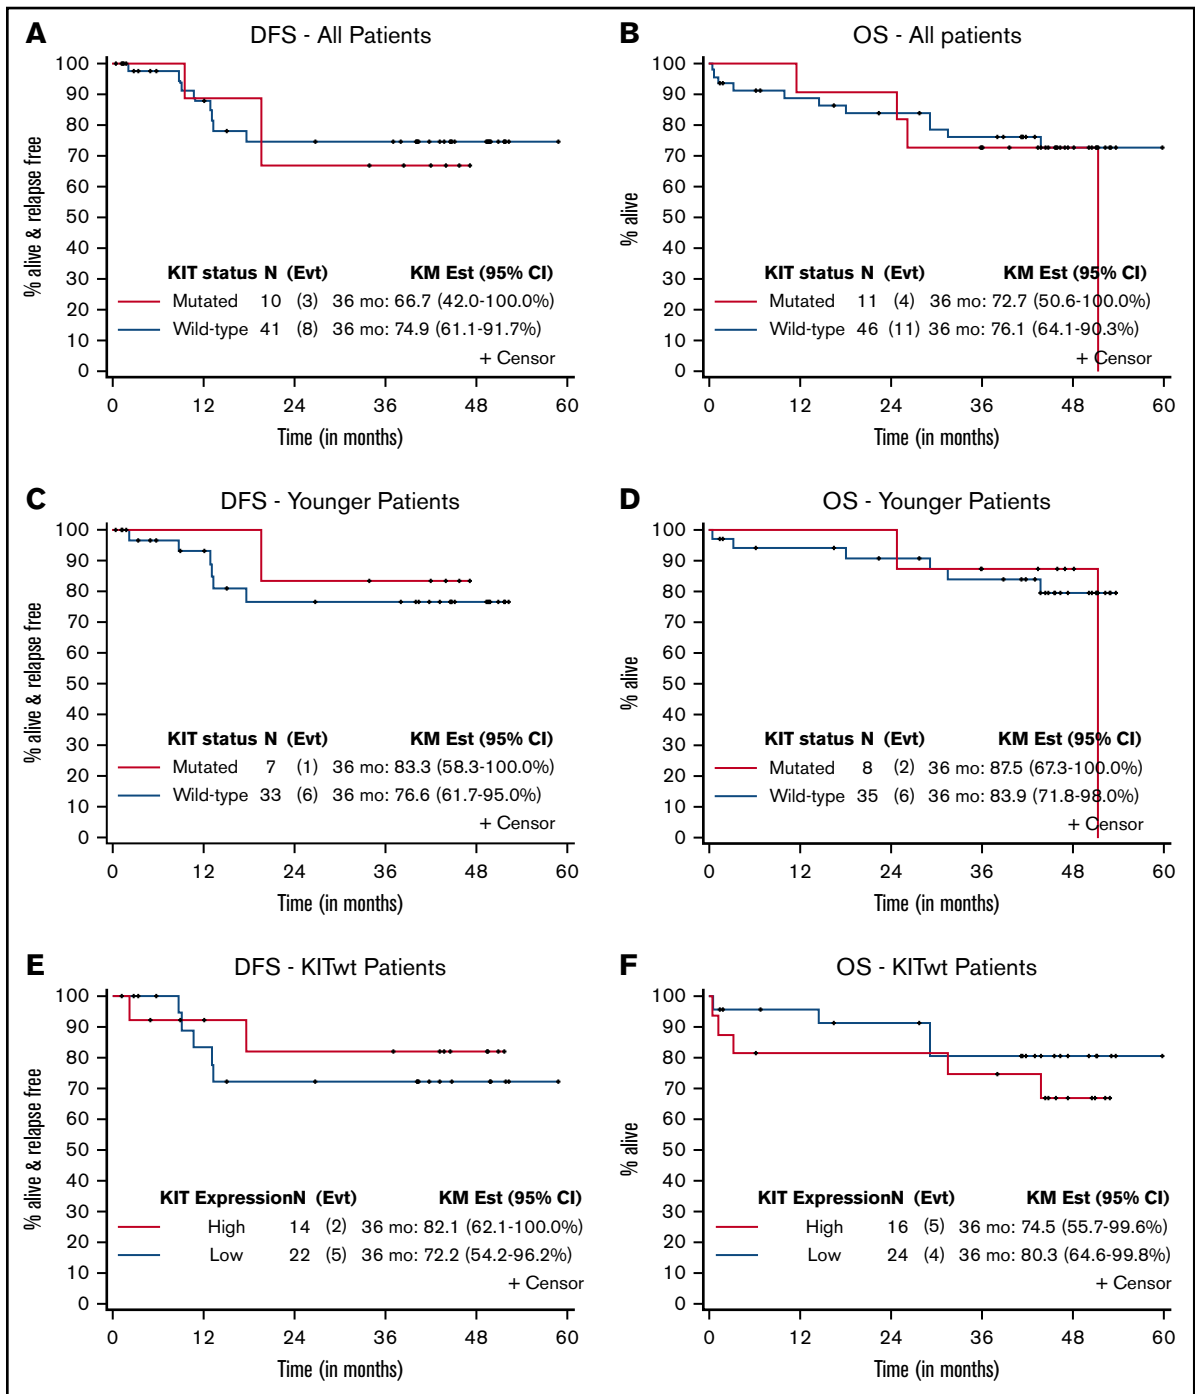 A
DFS - All Patients
% alive & relapse free
100
90
80
70
60
50
40
30
20
10
0
KIT status N (Evt) KM Est (95% CI)
Mutated 10 (3) 36 mo: 66.7 (42.0-100.0%)
Wild-type 41 (8) 36 mo: 74.9 (61.1-91.7%)
+ Censor
0 12 24 36 48 60
Time (in months)
B
OS - All patients
% alive
100
90
80
70
60
50
40
30
20
10
0
KIT status N (Evt) KM Est (95% CI)
Mutated 11 (4) 36 mo: 72.7 (50.6-100.0%)
Wild-type 46 (11) 36 mo: 76.1 (64.1-90.3%)
+ Censor
0 12 24 36 48 60
Time (in months)
C
DFS - Younger Patients
% alive & relapse free
100
90
80
70
60
50
40
30
20
10
0
KIT status N (Evt) KM Est (95% CI)
Mutated 7 (1) 36 mo: 83.3 (58.3-100.0%)
Wild-type 33 (6) 36 mo: 76.6 (61.7-95.0%)
+ Censor
0 12 24 36 48 60
Time (in months)
D
OS - Younger Patients
% alive
100
90
80
70
60
50
40
30
20
10
0
KIT status N (Evt) KM Est (95% CI)
Mutated 8 (2) 36 mo: 87.5 (67.3-100.0%)
Wild-type 35 (6) 36 mo: 83.9 (71.8-98.0%)
+ Censor
0 12 24 36 48 60
Time (in months)
E
DFS - KITwt Patients
% alive & relapse free
100
90
80
70
60
50
40
30
20
10
0
KIT ExpressionN (Evt) KM Est (95% CI)
High 14 (2) 36 mo: 82.1 (62.1-100.0%)
Low 22 (5) 36 mo: 72.2 (54.2-96.2%)
+ Censor
0 12 24 36 48 60
Time (in months)
F
OS - KITwt Patients
% alive
100
90
80
70
60
50
40
30
20
10
0
KIT ExpressionN (Evt) KM Est (95% CI)
High 16 (5) 36 mo: 74.5 (55.7-99.6%)
Low 24 (4) 36 mo: 80.3 (64.6-99.8%)
+ Censor
0 12 24 36 48 60
Time (in months)